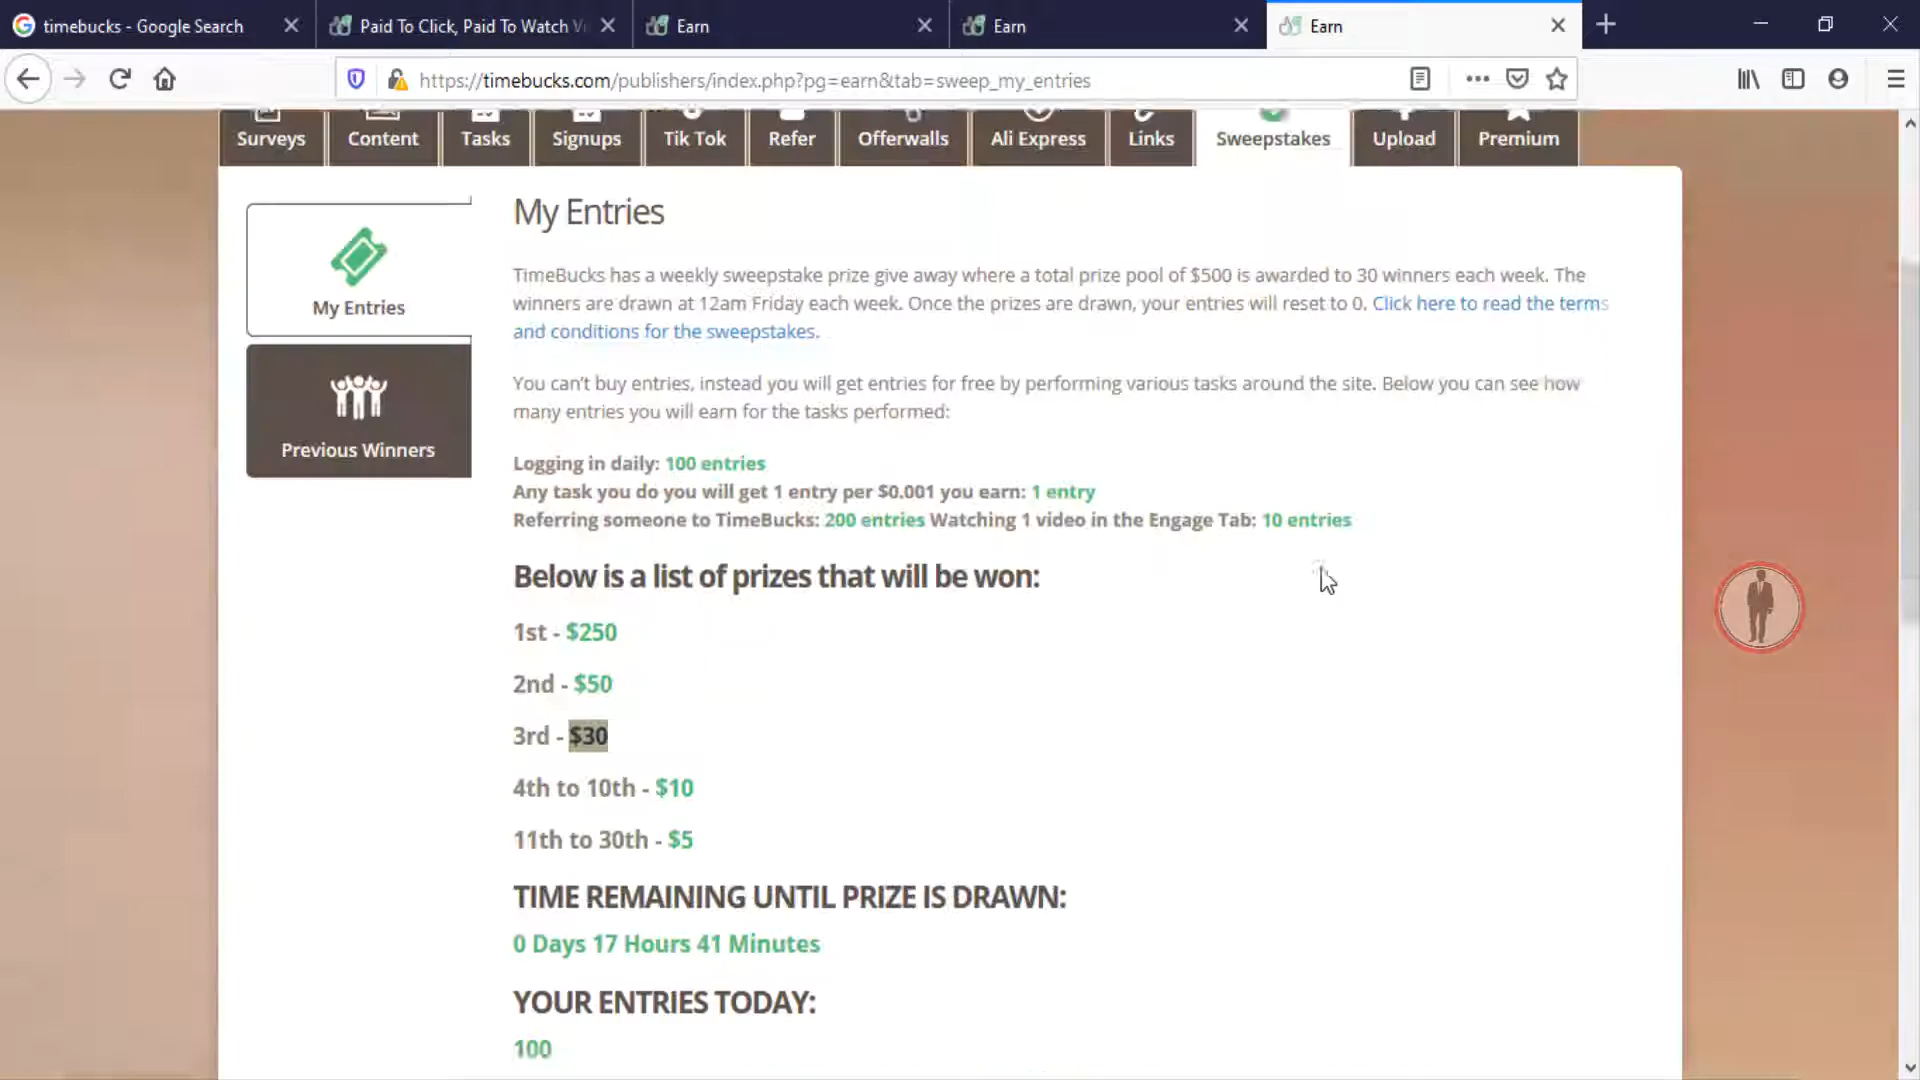 timebucks - Google Search
Paid To Click, Paid To Watch Vi
Earn
Earn
Earn
https://timebucks.com/publishers/index.php?pg=earn&tab=sweep_my_entries
Surveys
Content
Tasks
Signups
Tik Tok
Refer
Offerwalls
Ali Express
Links
Sweepstakes
Upload
Premium
My Entries
Previous Winners
My Entries
TimeBucks has a weekly sweepstake prize give away where a total prize pool of $500 is awarded to 30 winners each week. The
winners are drawn at 12am Friday each week. Once the prizes are drawn, your entries will reset to 0. Click here to read the terms
and conditions for the sweepstakes.
You can't buy entries, instead you will get entries for free by performing various tasks around the site. Below you can see how
many entries you will earn for the tasks performed:
Logging in daily: 100 entries
Any task you do you will get 1 entry per $0.001 you earn: 1 entry
Referring someone to TimeBucks: 200 entries Watching 1 video in the Engage Tab: 10 entries
Below is a list of prizes that will be won:
1st - $250
2nd - $50
3rd - $30
4th to 10th - $10
11th to 30th - $5
TIME REMAINING UNTIL PRIZE IS DRAWN:
0 Days 17 Hours 41 Minutes
YOUR ENTRIES TODAY:
100